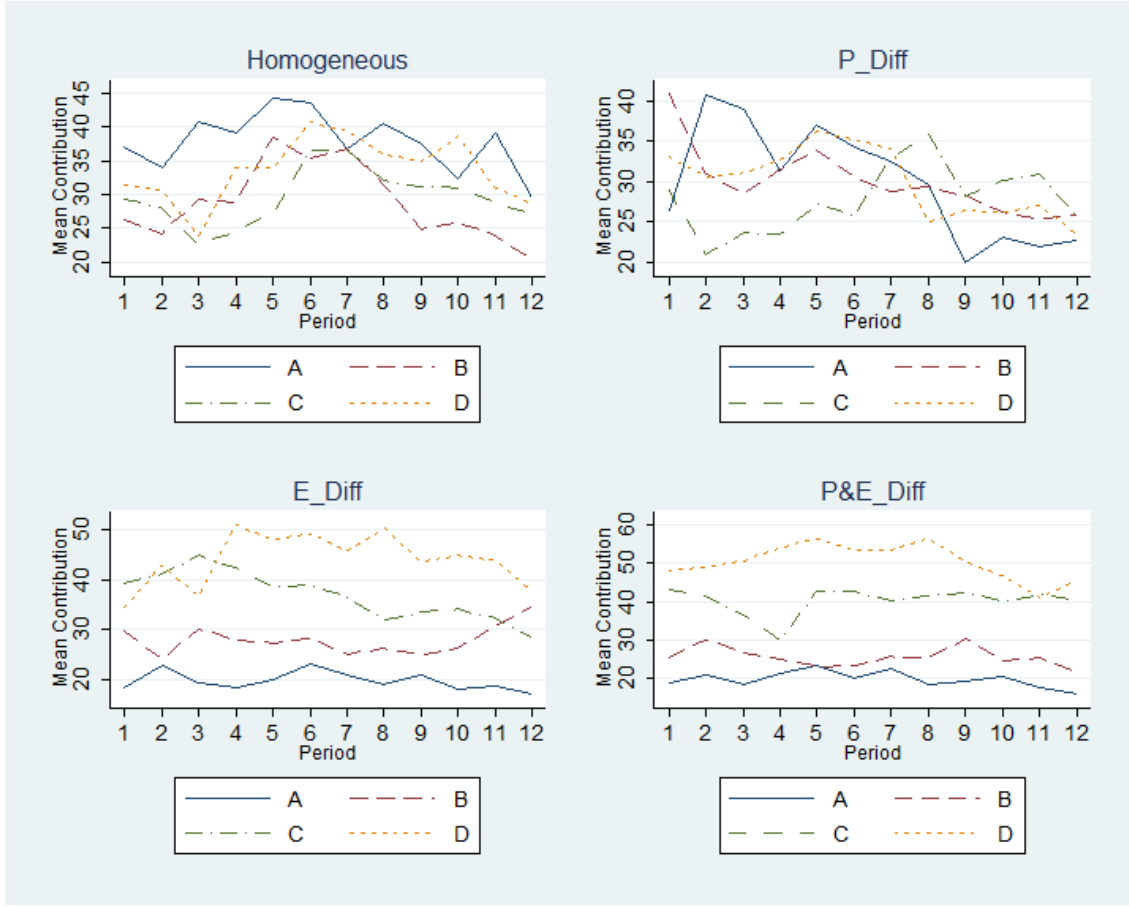 Homogeneous
Mean Contribution
20 25 30 35 40 45
1 2 3 4 5 6 7 8 9 10 11 12
Period
A B
C D
P_Diff
Mean Contribution
20 25 30 35 40
1 2 3 4 5 6 7 8 9 10 11 12
Period
A B
C D
E_Diff
Mean Contribution
20 30 40 50
1 2 3 4 5 6 7 8 9 10 11 12
Period
A B
C D
P&E_Diff
Mean Contribution
20 30 40 50 60
1 2 3 4 5 6 7 8 9 10 11 12
Period
A B
C D